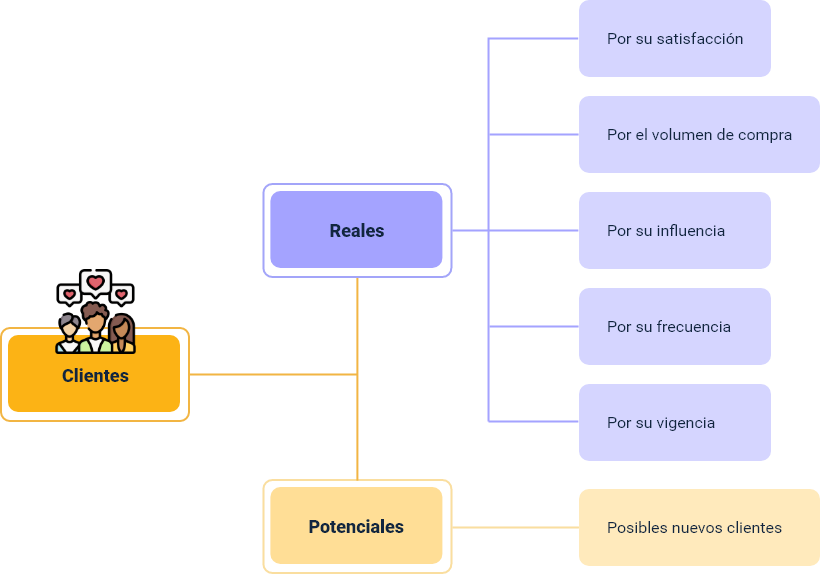 Clientes
Reales
Por su satisfacción
Por el volumen de compra
Por su influencia
Por su frecuencia
Por su vigencia
Potenciales
Posibles nuevos clientes